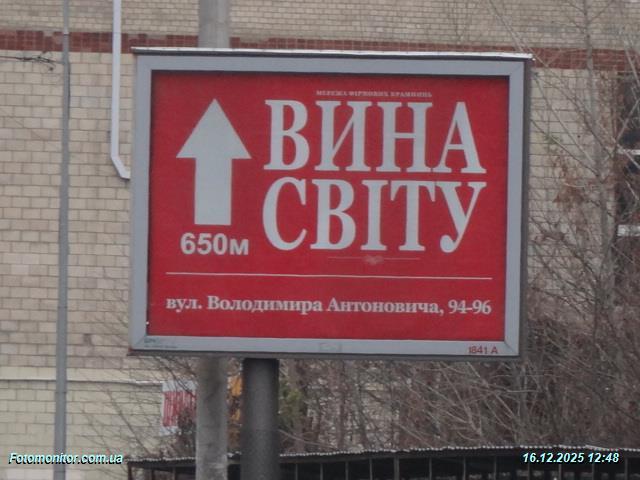 МЕРЕЖА ФІРМОВИХ КРАМНИЦЬ
ВИНА
СВІТУ
650м
вул. Володимира Антоновича, 94-96
1841 А
Fotomonitor.com.ua
16.12.2025 12:48